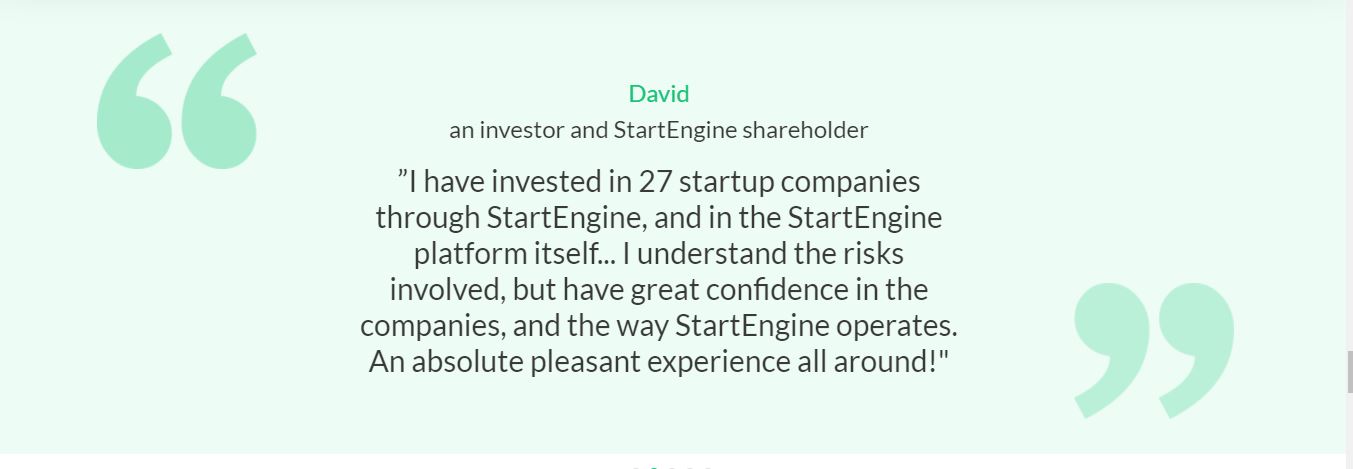 David
an investor and StartEngine shareholder
”I have invested in 27 startup companies
through StartEngine, and in the StartEngine
platform itself... I understand the risks
involved, but have great confidence in the
companies, and the way StartEngine operates.
An absolute pleasant experience all around!"